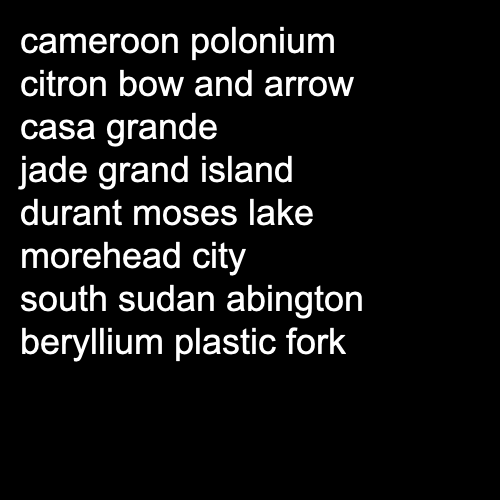 cameroon polonium
citron bow and arrow
casa grande
jade grand island
durant moses lake
morehead city
south sudan abington
beryllium plastic fork